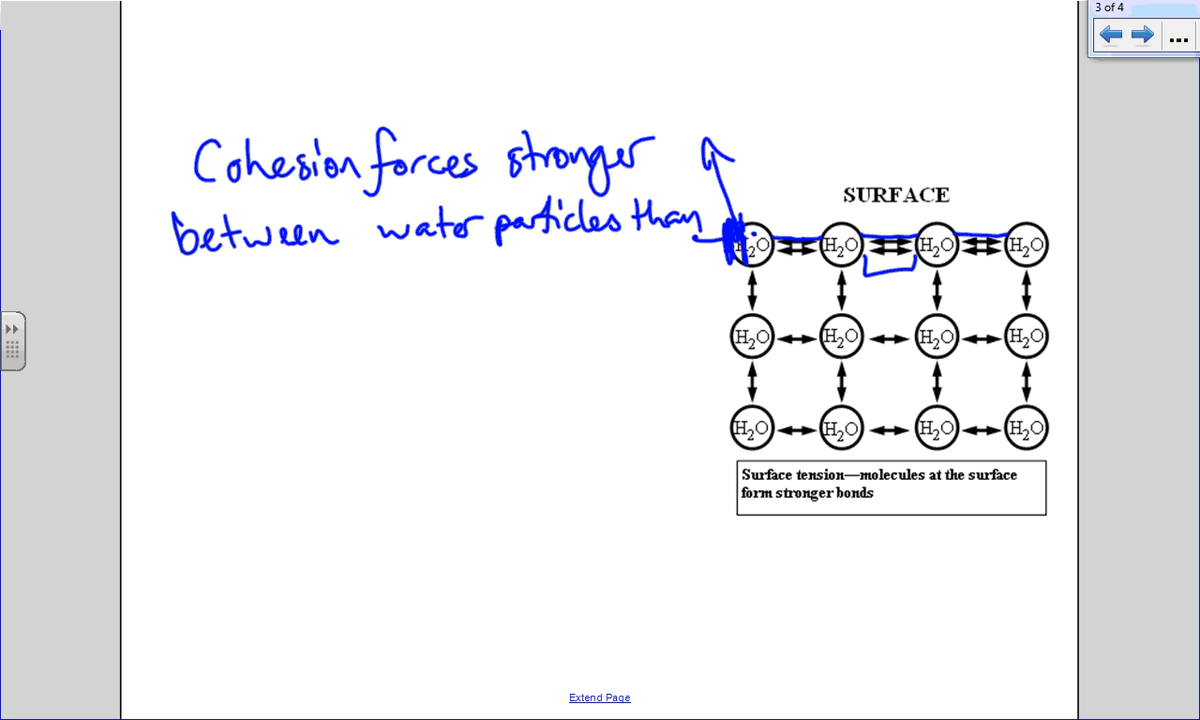 3 of 4
...
Cohesion forces stronger
between water particles than
SURFACE
H₂O H₂O H₂O H₂O
H₂O H₂O H₂O H₂O
H₂O H₂O H₂O H₂O
Surface tension—molecules at the surface
form stronger bonds
Extend Page